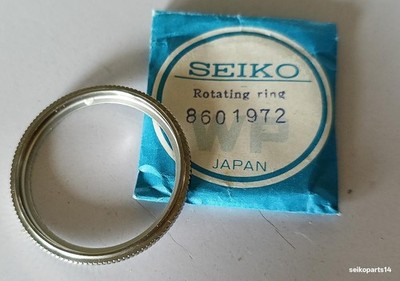 SEIKO
Rotating ring
8601972
WP
JAPAN
seikoparts14